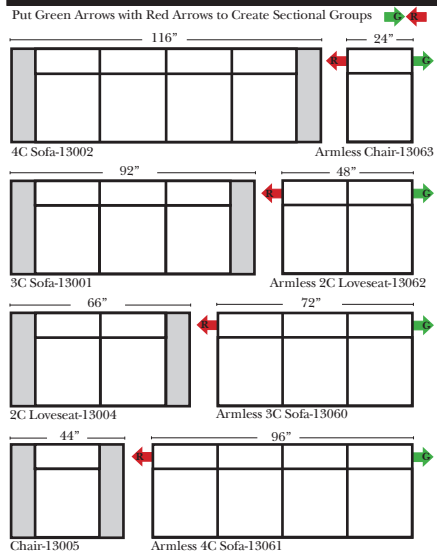 Put Green Arrows with Red Arrows to Create Sectional Groups G R
116” 24”
R G
4C Sofa-13002 Armless Chair-13063
92” 48”
R G
3C Sofa-13001 Armless 2C Loveseat-13062
66” 72”
R G
2C Loveseat-13004 Armless 3C Sofa-13060
44” 96”
R G
Chair-13005 Armless 4C Sofa-13061